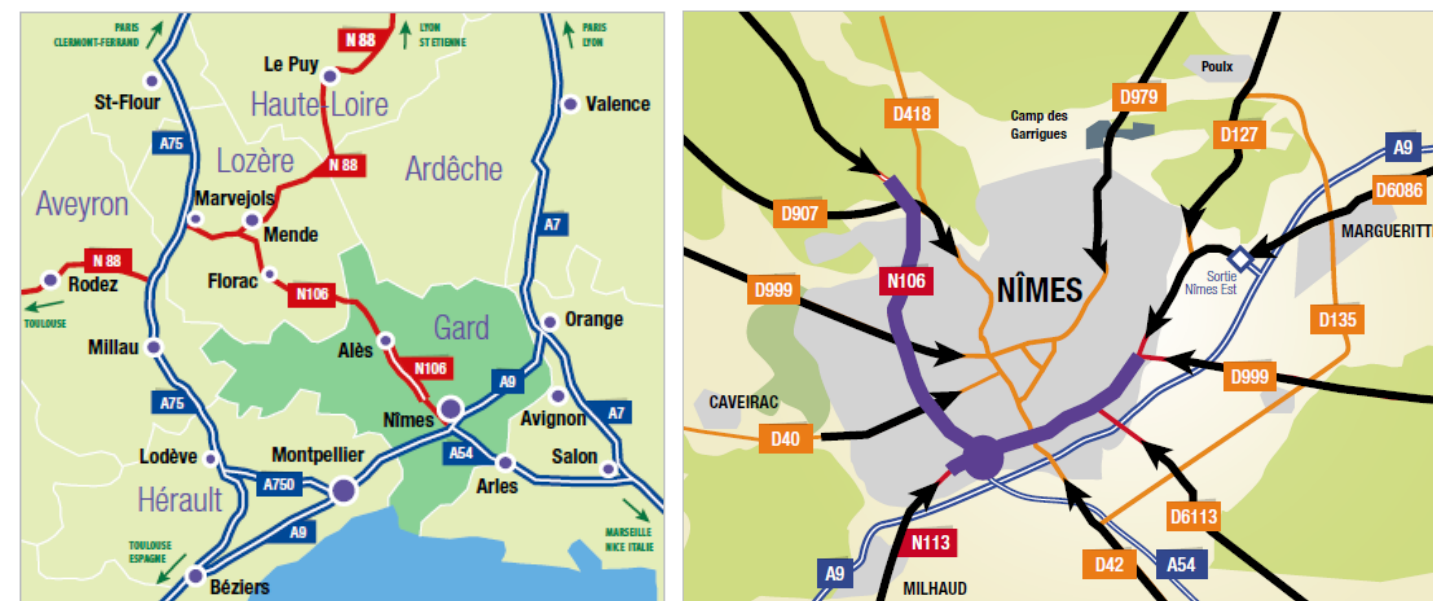 PARIS
CLERMONT-FERRAND
N 88
LYON
ST ETIENNE
PARIS
LYON
Le Puy
St-Flour
Haute-Loire
Valence
A75
Lozère
N 88
Ardêche
Aveyron
Marvejols
Mende
A7
N 88
Rodez
Florac
N106
TOULOUSE
Gard
Orange
Millau
Alès
N106
A9
A75
Nîmes
Avignon
A7
Lodève
Montpellier
A54
Salon
A750
Arles
Hérault
A9
MARSEILLE
NICE ITALIE
TOULOUSE
ESPAGNE
Béziers
Poulx
D979
D418
Camp des
Garrigues
D127
A9
D6086
D907
MARGUERITT
N106
NÎMES
Sortie
Nîmes Est
D999
D135
D999
CAVEIRAC
D40
D6113
N113
A9
D42
A54
MILHAUD